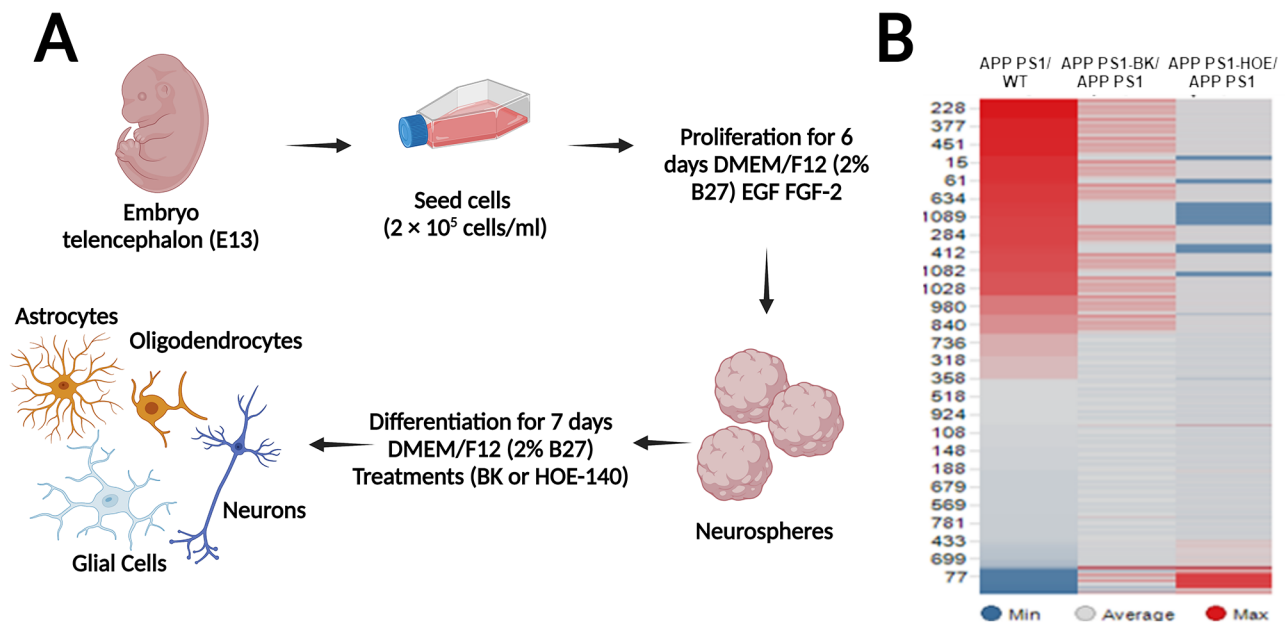 A
Embryo
telencephalon (E13)
Seed cells
(2 × 10⁵ cells/ml)
Proliferation for 6
days DMEM/F12 (2%
B27) EGF FGF-2
Neurospheres
Differentiation for 7 days
DMEM/F12 (2% B27)
Treatments (BK or HOE-140)
Astrocytes
Oligodendrocytes
Neurons
Glial Cells
B
APP PS1/
WT
APP PS1-BK/
APP PS1
APP PS1-HOE/
APP PS1
228
377
451
15
61
634
1089
284
412
1082
1028
980
840
736
318
358
518
924
108
148
188
679
569
781
433
699
77
Min
Average
Max